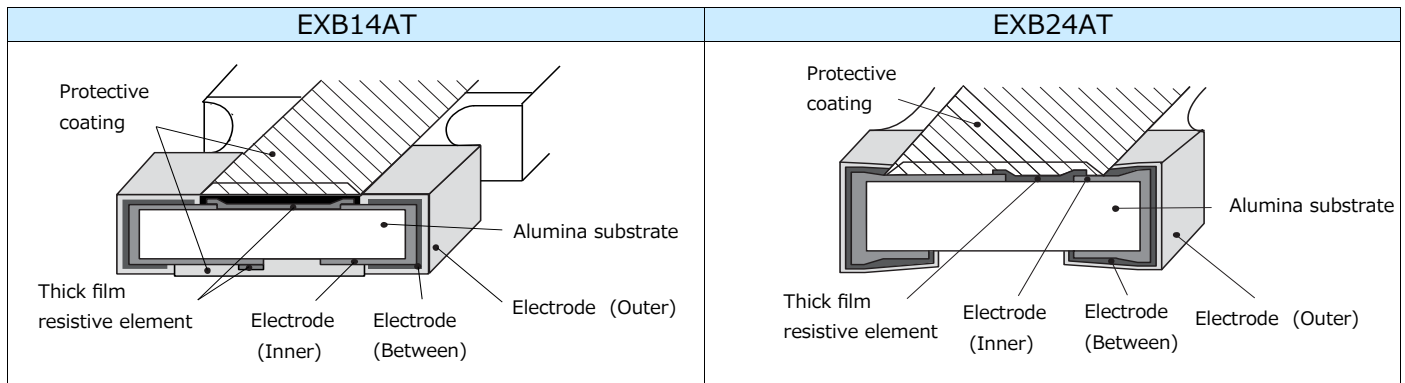 EXB14AT
Protective
coating
Alumina substrate
Thick film
resistive element
Electrode
(Inner)
Electrode
(Between)
Electrode (Outer)
EXB24AT
Protective
coating
Alumina substrate
Thick film
resistive element
Electrode
(Inner)
Electrode
(Between)
Electrode (Outer)